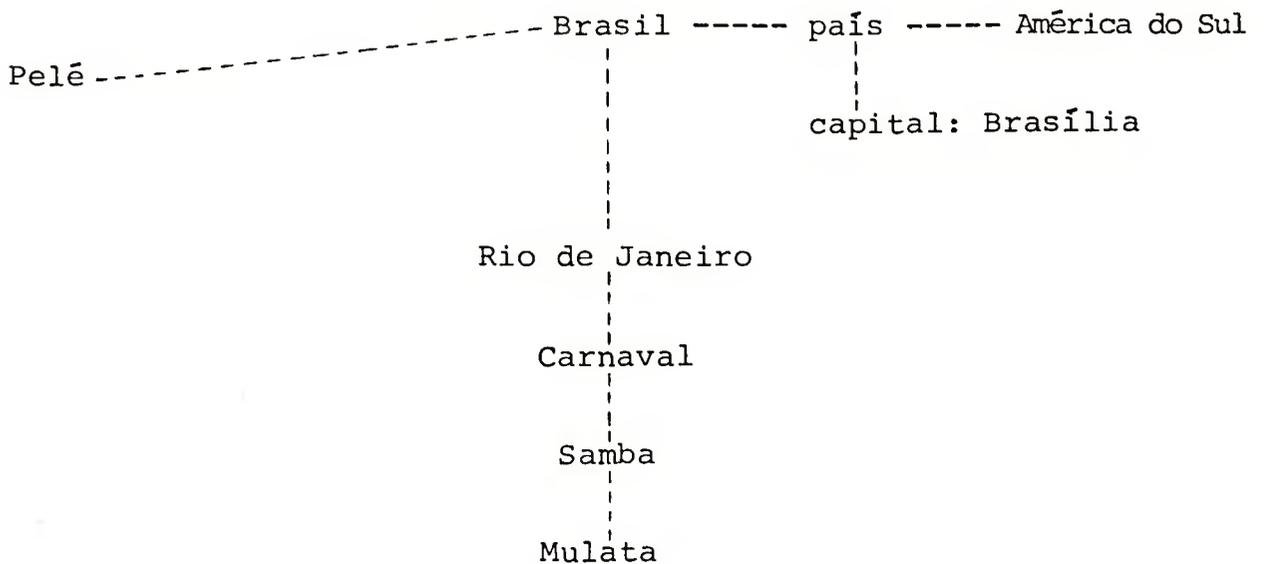 Brasil ----- país ----- América do Sul
Pelé
capital: Brasília
Rio de Janeiro
Carnaval
Samba
Mulata